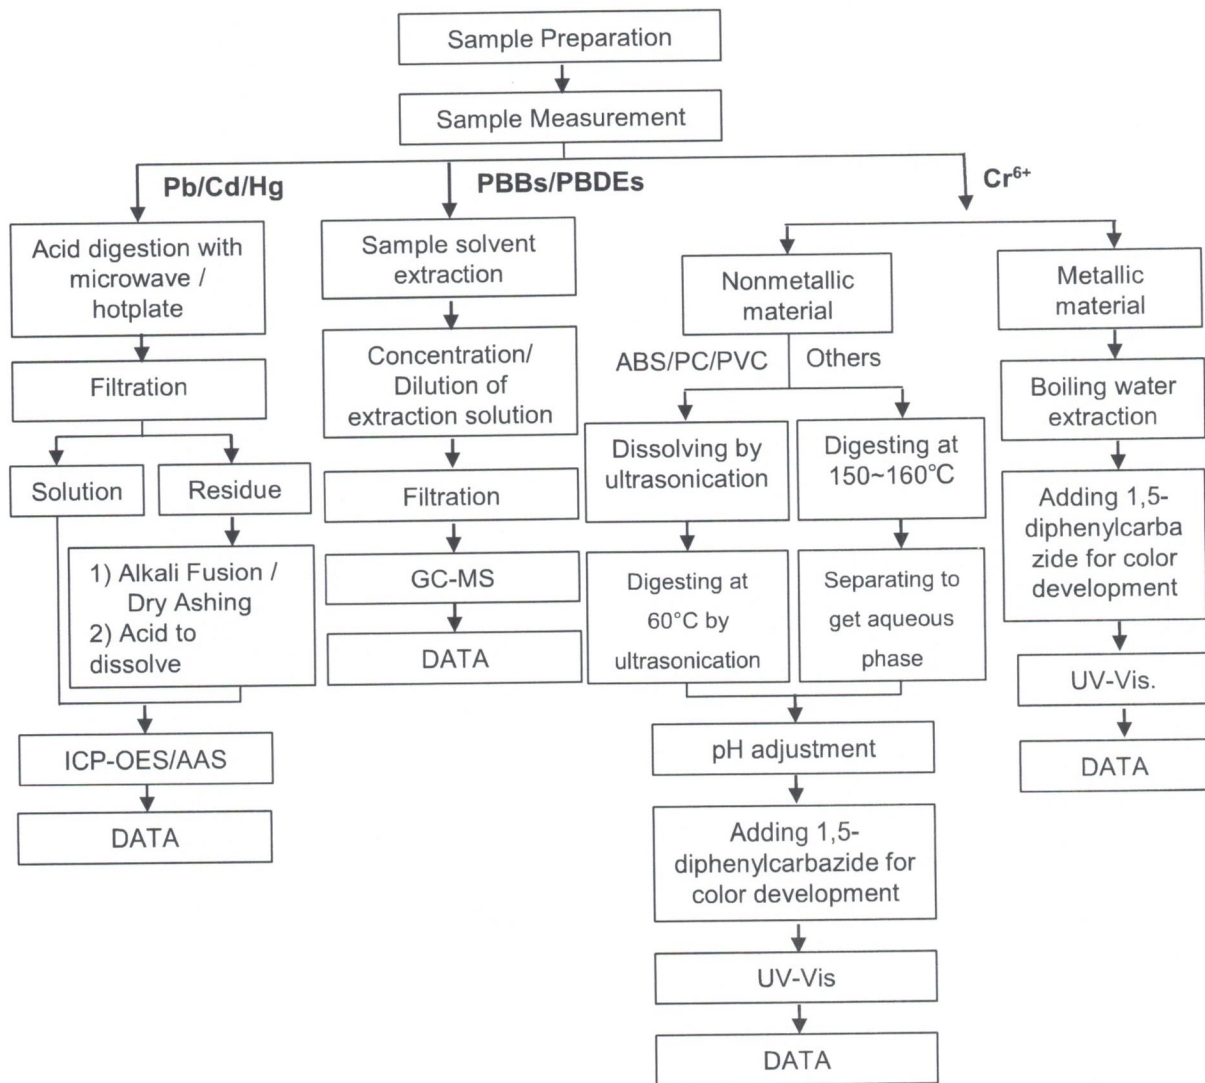 Sample Preparation
Sample Measurement
Pb/Cd/Hg
PBBs/PBDEs
Cr⁶⁺
Acid digestion with
microwave /
hotplate
Filtration
Solution
Residue
1) Alkali Fusion /
Dry Ashing
2) Acid to
dissolve
ICP-OES/AAS
DATA
Sample solvent
extraction
Concentration/
Dilution of
extraction solution
Filtration
GC-MS
DATA
Nonmetallic
material
ABS/PC/PVC
Others
Dissolving by
ultrasonication
Digesting at
60°C by
ultrasonication
Digesting at
150~160°C
Separating to
get aqueous
phase
pH adjustment
Adding 1,5-
diphenylcarbazide for
color development
UV-Vis
DATA
Metallic
material
Boiling water
extraction
Adding 1,5-
diphenylcarba
zide for color
development
UV-Vis.
DATA